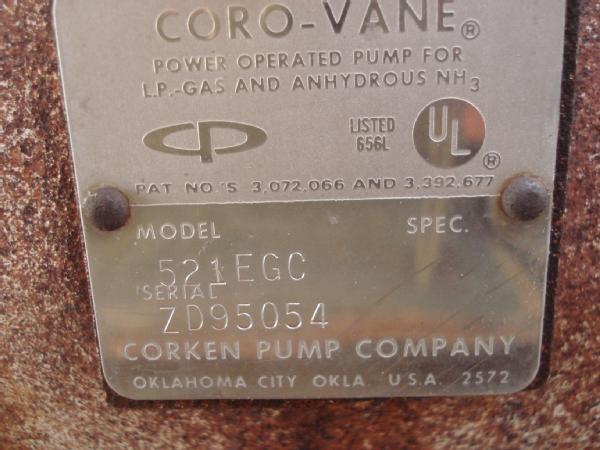 CORO-VANE®
POWER OPERATED PUMP FOR
L.P.-GAS AND ANHYDROUS NH3
CP
LISTED
656L
UL®
PAT NO.'S 3,072,066 AND 3,392,677
MODEL SPEC.
521EGC
SERIAL
ZD95054
CORKEN PUMP COMPANY
OKLAHOMA CITY OKLA. U.S.A. 2572